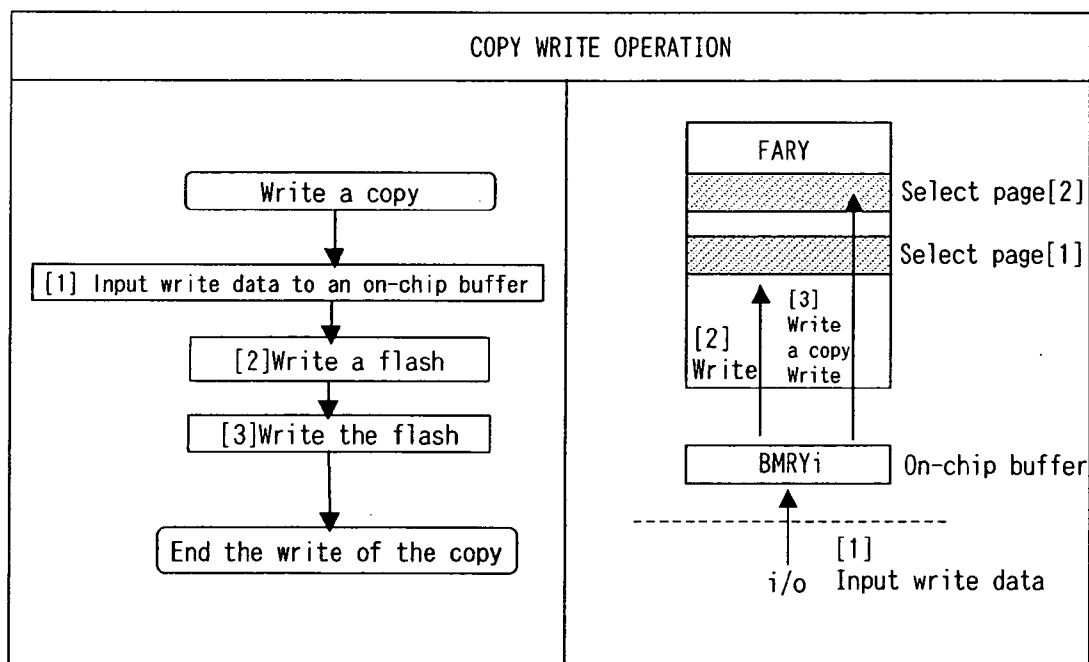 COPY WRITE OPERATION
Write a copy
[1] Input write data to an on-chip buffer
[2]Write a flash
[3]Write the flash
End the write of the copy
FARY
Select page[2]
Select page[1]
[2]
Write
[3]
Write
a copy
Write
BMRYi
On-chip buffer
[1]
i/o
Input write data